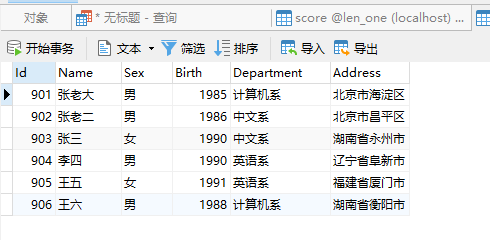 对象 * 无标题 - 查询 score @len_one (localhost) ...
开始事务 文本 筛选 排序 导入 导出
Id Name Sex Birth Department Address
901 张老大 男 1985 计算机系 北京市海淀区
902 张老二 男 1986 中文系 北京市昌平区
903 张三 女 1990 中文系 湖南省永州市
904 李四 男 1990 英语系 辽宁省阜新市
905 王五 女 1991 英语系 福建省厦门市
906 王六 男 1988 计算机系 湖南省衡阳市